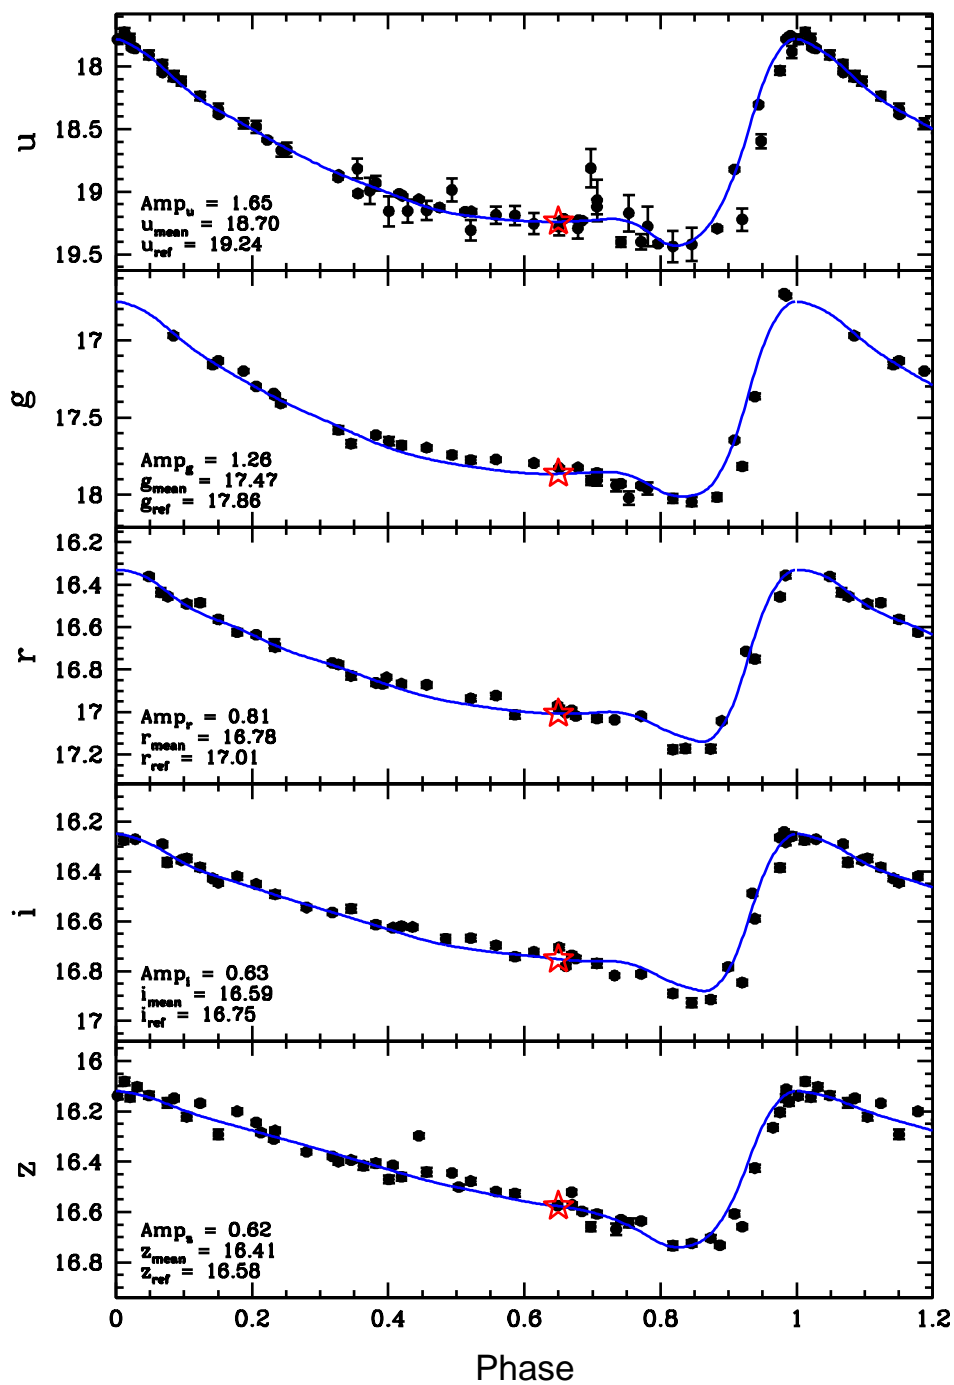 18
18.5
19
19.5
u
Amp_u = 1.65
u_mean = 18.70
u_ref = 19.24
17
17.5
18
g
Amp_g = 1.26
g_mean = 17.47
g_ref = 17.86
16.2
16.4
16.6
16.8
17
17.2
r
Amp_r = 0.81
r_mean = 16.78
r_ref = 17.01
16.2
16.4
16.6
16.8
17
i
Amp_i = 0.63
i_mean = 16.59
i_ref = 16.75
16
16.2
16.4
16.6
16.8
z
Amp_z = 0.62
z_mean = 16.41
z_ref = 16.58
0 0.2 0.4 0.6 0.8 1 1.2
Phase